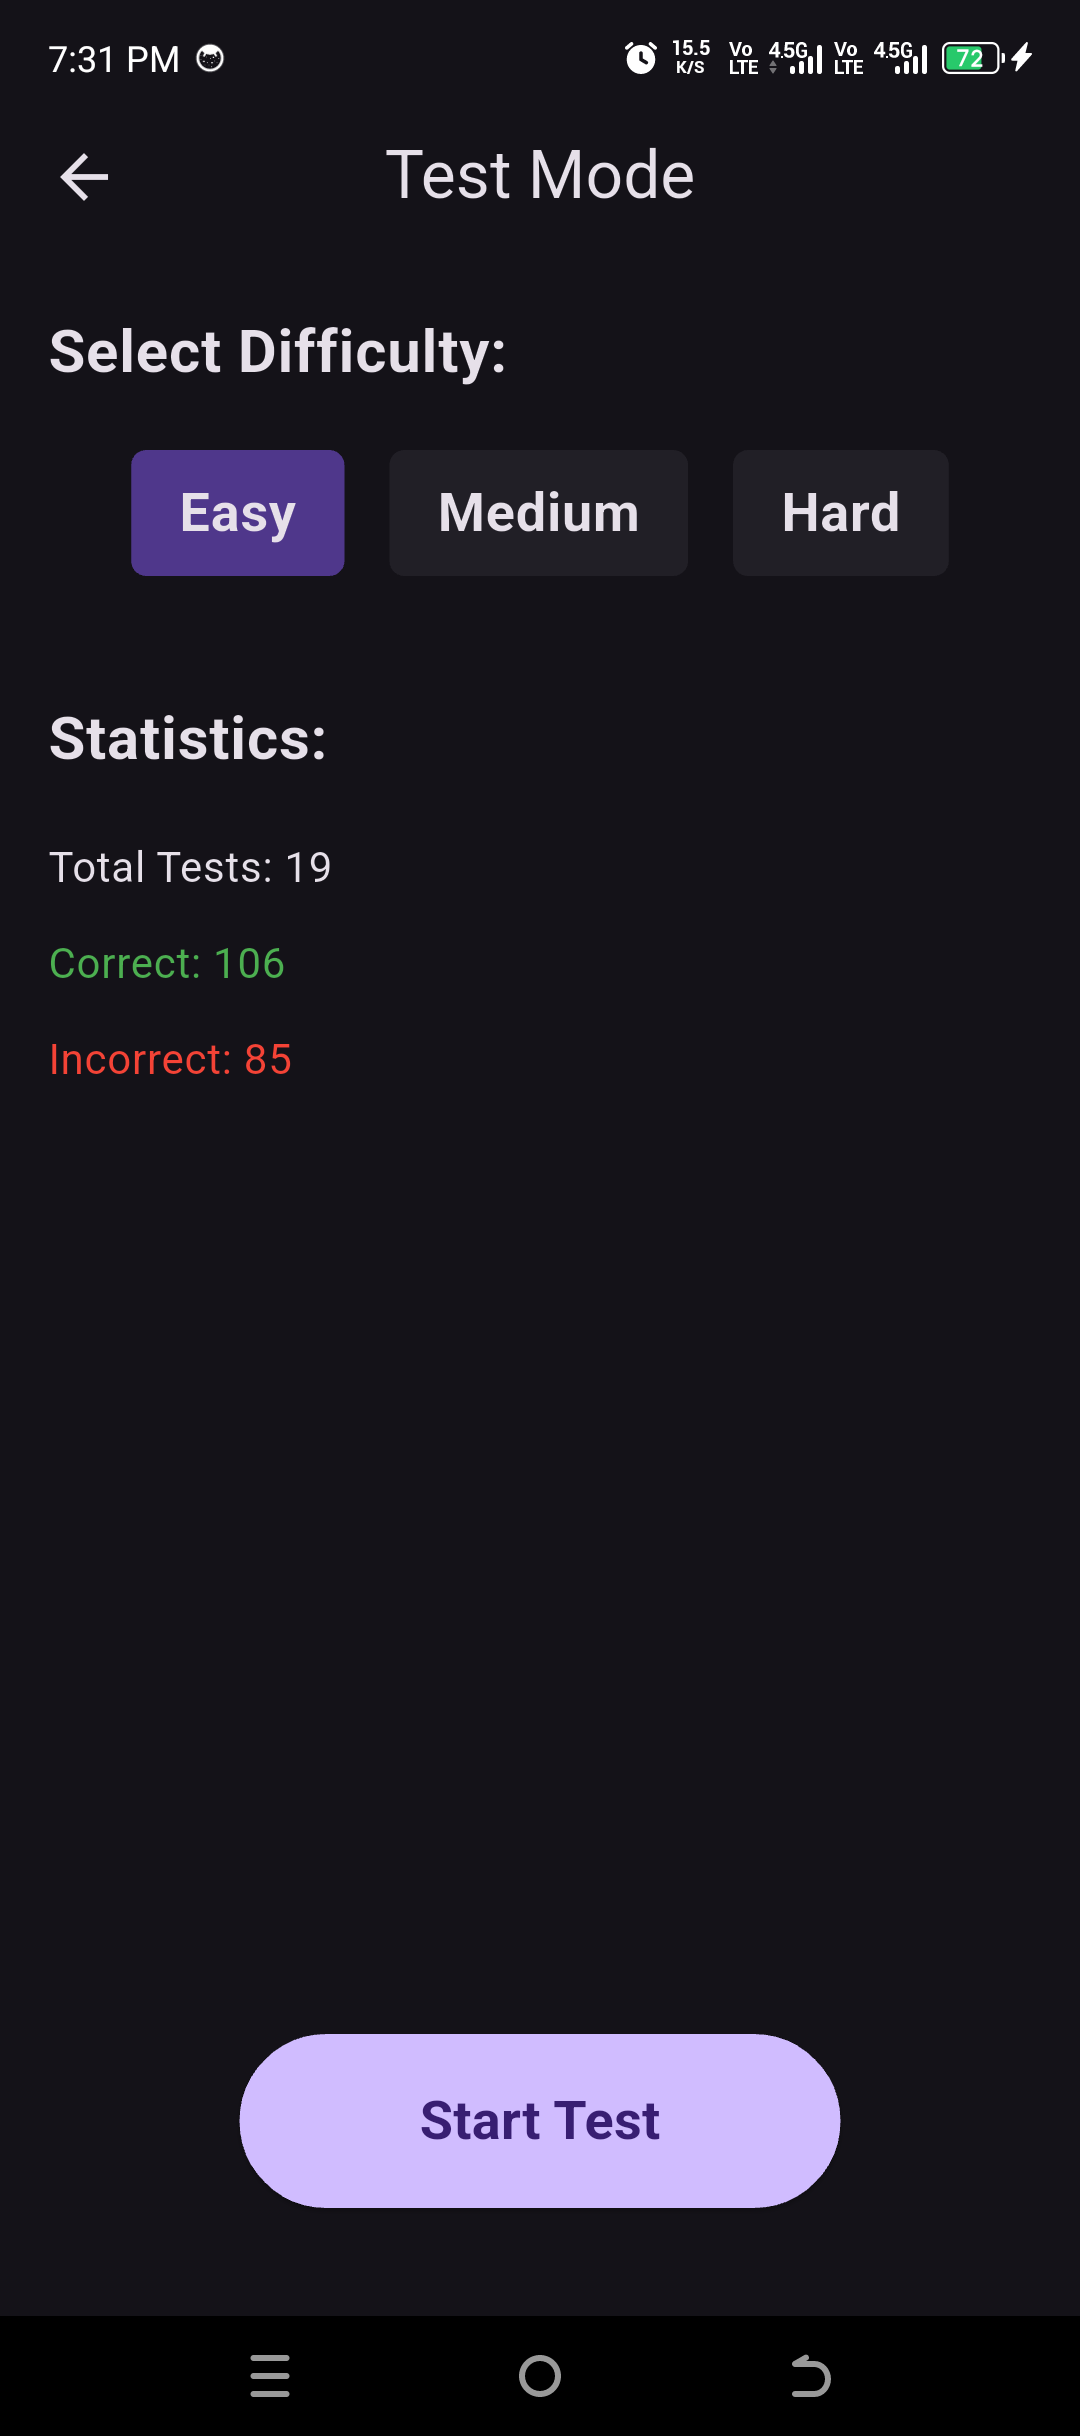 7:31 PM 15.5 K/S Vo LTE 4.5G Vo LTE 4.5G 72
Test Mode
Select Difficulty:
Easy Medium Hard
Statistics:
Total Tests: 19
Correct: 106
Incorrect: 85
Start Test